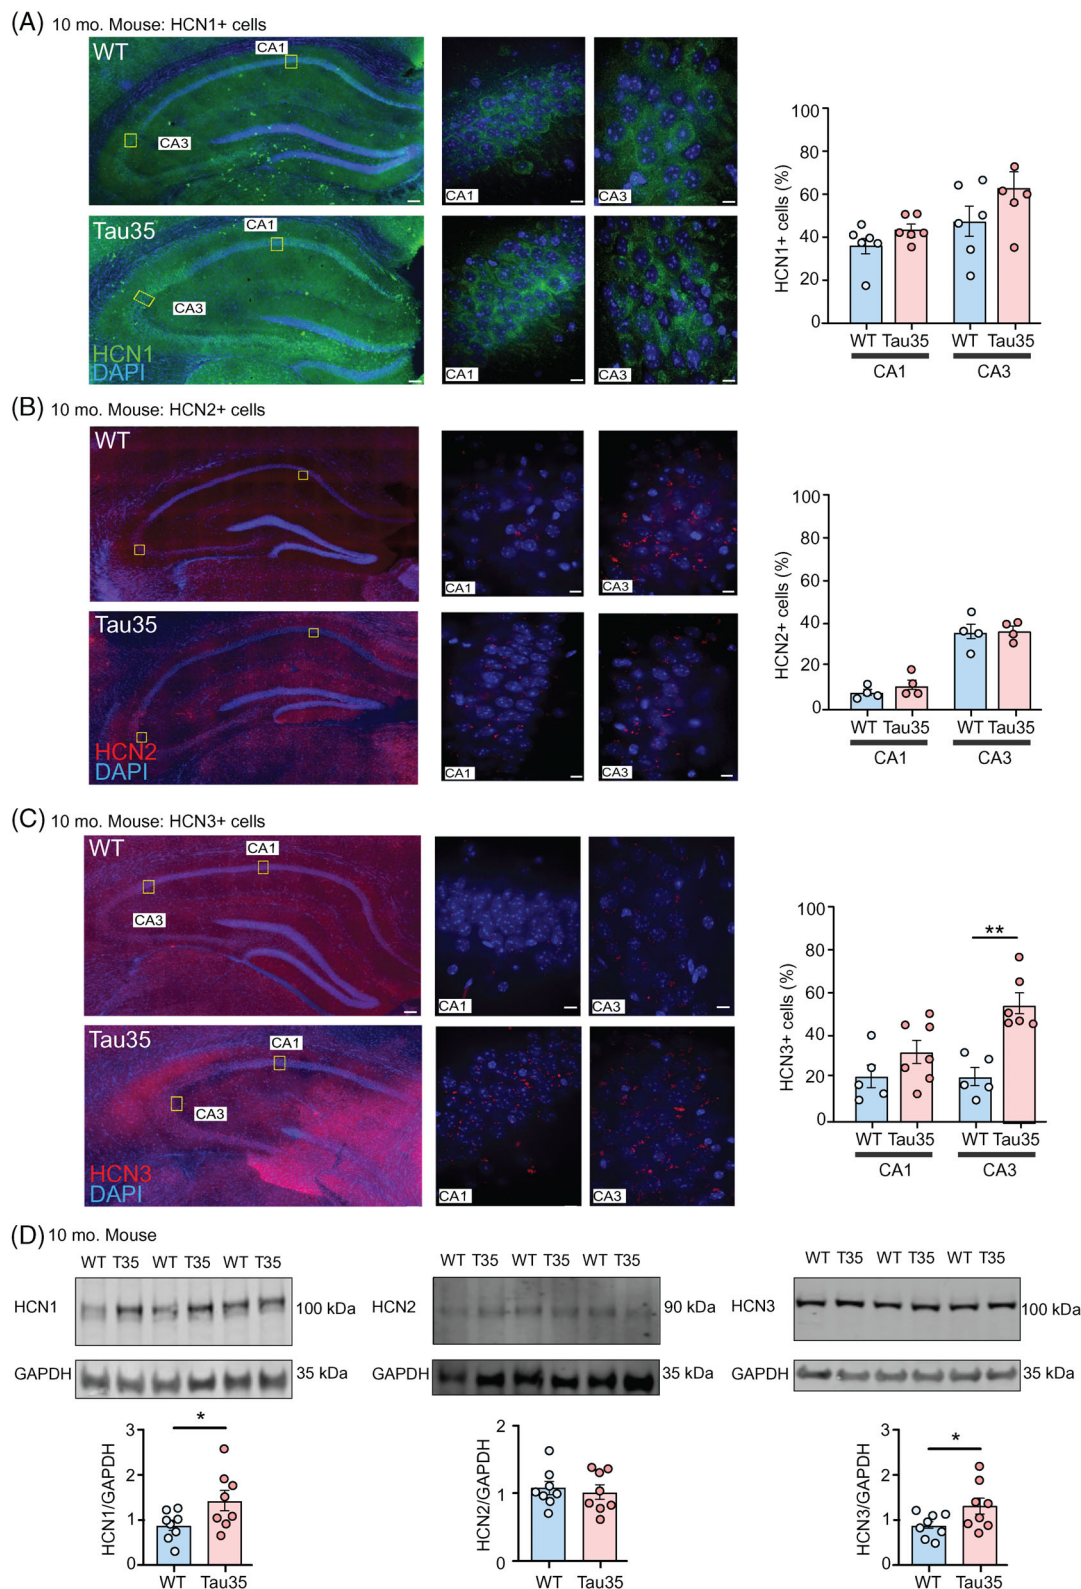 (A) 10 mo. Mouse: HCN1+ cells
WT
CA1
CA3
CA1
CA3
Tau35
CA1
CA3
HCN1
DAPI
CA1
CA3
HCN1+ cells (%)
100
80
60
40
20
0
WT Tau35 WT Tau35
CA1 CA3
(B) 10 mo. Mouse: HCN2+ cells
WT
CA1
CA3
Tau35
HCN2
DAPI
CA1
CA3
HCN2+ cells (%)
100
80
60
40
20
0
WT Tau35 WT Tau35
CA1 CA3
(C) 10 mo. Mouse: HCN3+ cells
WT
CA1
CA3
CA1
CA3
Tau35
CA1
CA3
HCN3
DAPI
CA1
CA3
HCN3+ cells (%)
100
80
60
40
20
0
**
WT Tau35 WT Tau35
CA1 CA3
(D) 10 mo. Mouse
WT T35 WT T35 WT T35
HCN1 100 kDa
GAPDH 35 kDa
HCN1/GAPDH
3
2
1
0
*
WT Tau35
WT T35 WT T35 WT T35
HCN2 90 kDa
GAPDH 35 kDa
HCN2/GAPDH
2
1
0
WT Tau35
WT T35 WT T35 WT T35
HCN3 100 kDa
GAPDH 35 kDa
HCN3/GAPDH
3
2
1
0
*
WT Tau35